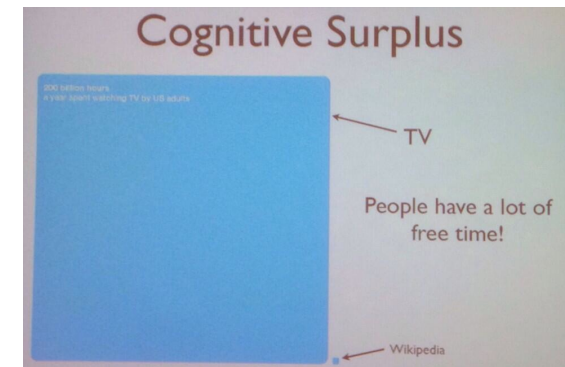 Cognitive Surplus
200 billion hours
a year spent watching TV by US adults
TV
People have a lot of
free time!
Wikipedia